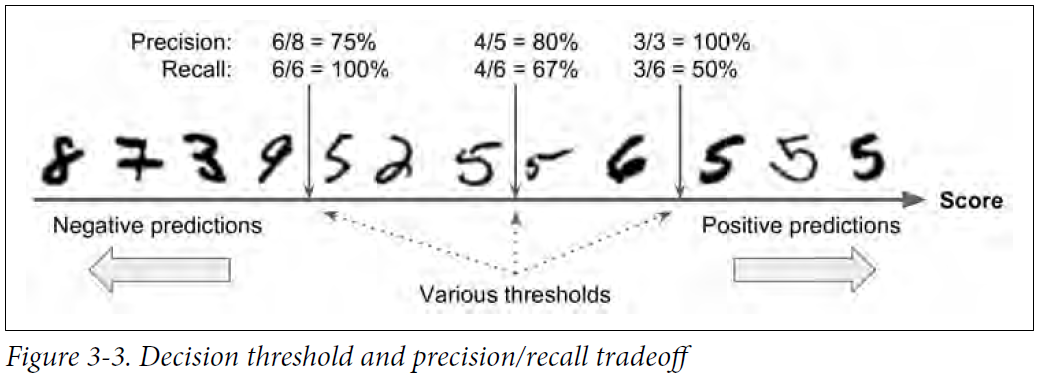 Precision: 6/8 = 75% 4/5 = 80% 3/3 = 100%
Recall: 6/6 = 100% 4/6 = 67% 3/6 = 50%
8 7 3 9 5 2 5 5 6 5 5 5
Score
Negative predictions Positive predictions
Various thresholds
Figure 3-3. Decision threshold and precision/recall tradeoff